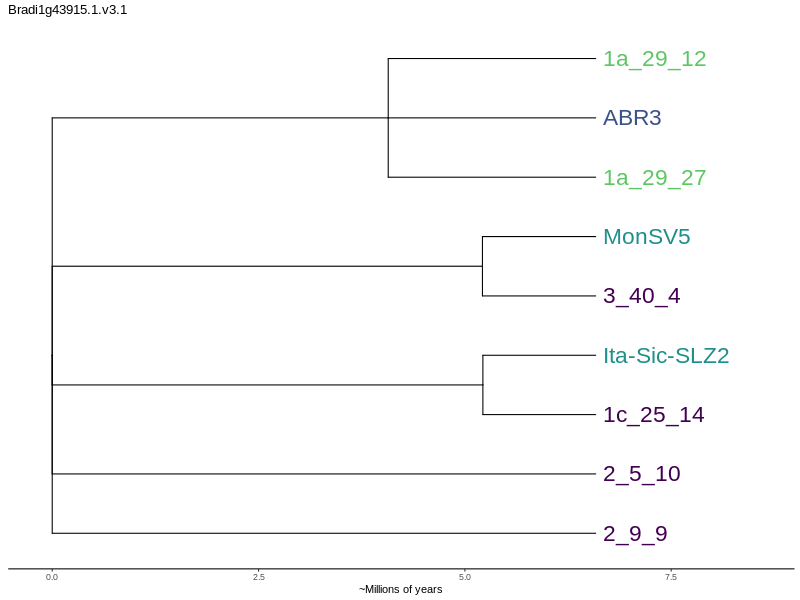 Bradi1g43915.1.v3.1
1a_29_12
ABR3
1a_29_27
MonSV5
3_40_4
Ita-Sic-SLZ2
1c_25_14
2_5_10
2_9_9
0.0 2.5 5.0 7.5
~Millions of years